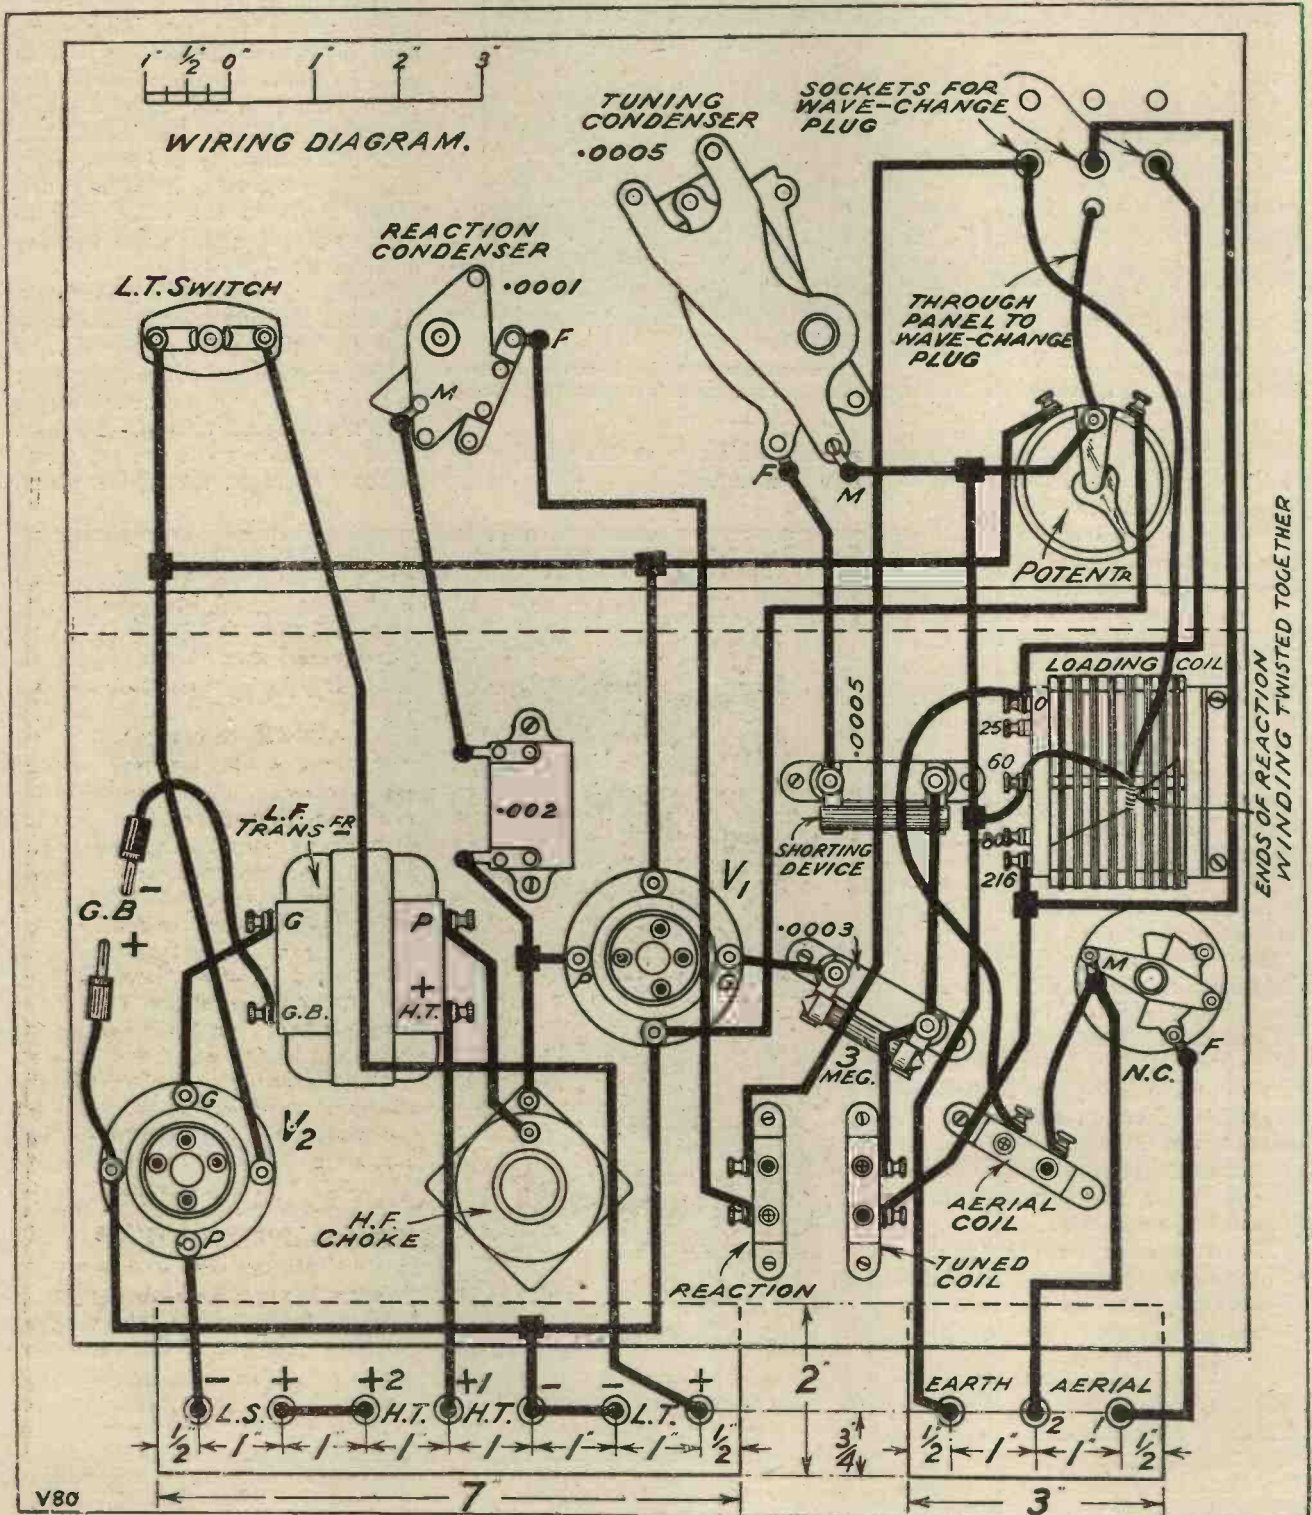 1" ½" 0" 1" 2" 3"
WIRING DIAGRAM.
TUNING
CONDENSER
.0005
SOCKETS FOR
WAVE-CHANGE
PLUG
REACTION
CONDENSER
.0001
L.T. SWITCH
F
M
THROUGH
PANEL TO
WAVE-CHANGE
PLUG
F
M
POTENTR
ENDS OF REACTION
WINDING TWISTED TOGETHER
LOADING COIL
0
25
60
80
216
.0005
SHORTING
DEVICE
.002
L.F.
TRANSFR
G.B -
+
G
P
G.B.
+
H.T.
V1
P
G
.0003
3
MEG.
M
F
N.C.
G
V2
P
H.F.
CHOKE
REACTION
TUNED
COIL
AERIAL
COIL
- + +2 +1 - - +
L.S. H.T. H.T. L.T.
½" 1" 1" 1" 1" 1" 1" ½"
7"
2"
¾"
EARTH AERIAL
2 1
½" 1" 1" ½"
3"
V80